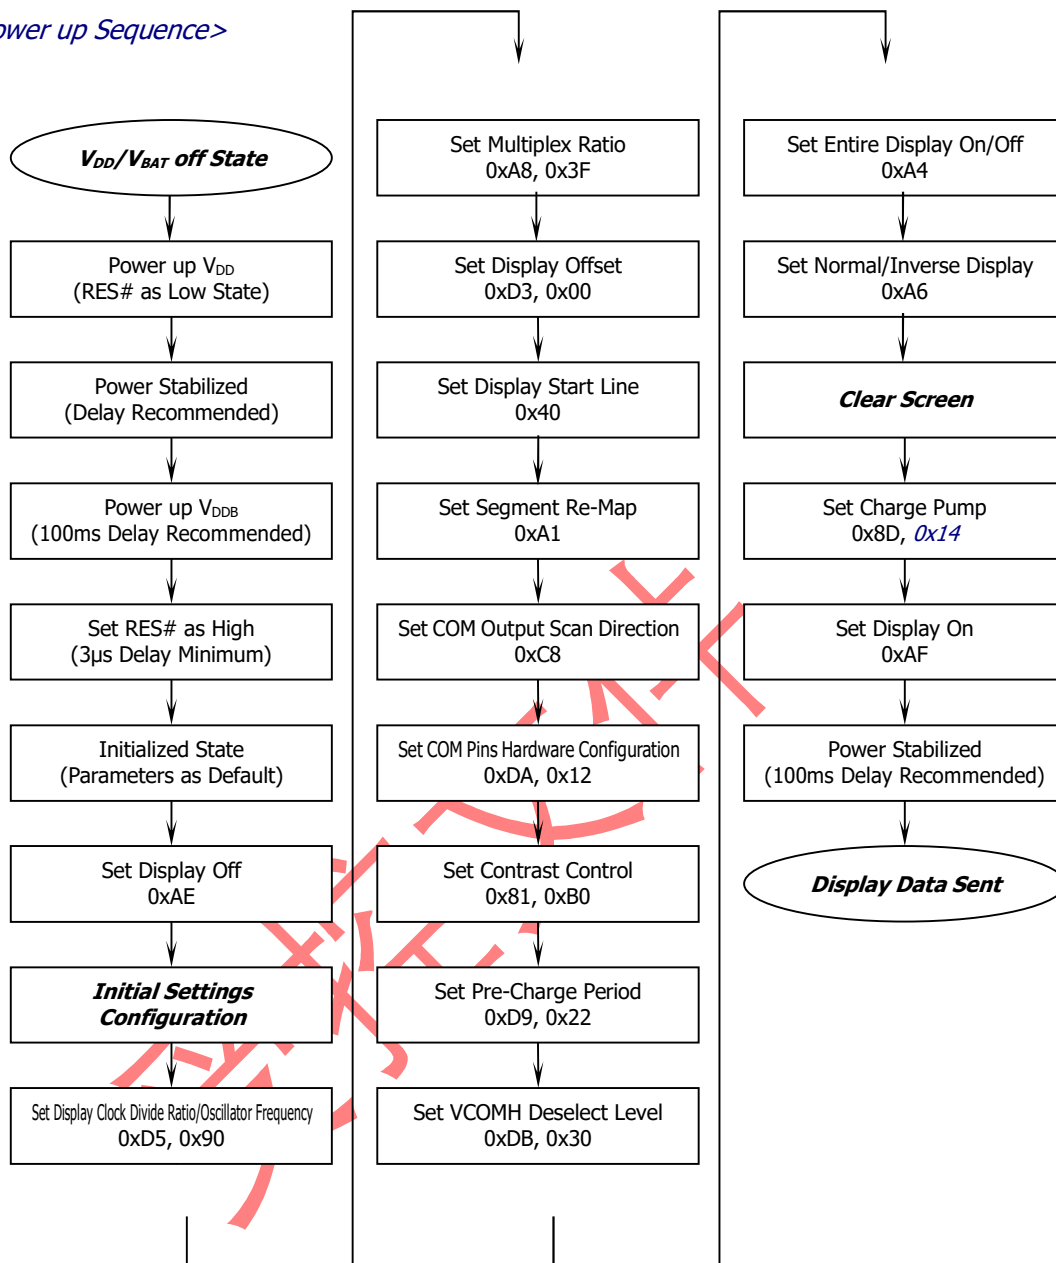 ower up Sequence>
VDD/VBAT off State
Power up VDD
(RES# as Low State)
Power Stabilized
(Delay Recommended)
Power up VDDB
(100ms Delay Recommended)
Set RES# as High
(3µs Delay Minimum)
Initialized State
(Parameters as Default)
Set Display Off
0xAE
Initial Settings
Configuration
Set Display Clock Divide Ratio/Oscillator Frequency
0xD5, 0x90
Set Multiplex Ratio
0xA8, 0x3F
Set Display Offset
0xD3, 0x00
Set Display Start Line
0x40
Set Segment Re-Map
0xA1
Set COM Output Scan Direction
0xC8
Set COM Pins Hardware Configuration
0xDA, 0x12
Set Contrast Control
0x81, 0xB0
Set Pre-Charge Period
0xD9, 0x22
Set VCOMH Deselect Level
0xDB, 0x30
Set Entire Display On/Off
0xA4
Set Normal/Inverse Display
0xA6
Clear Screen
Set Charge Pump
0x8D, 0x14
Set Display On
0xAF
Power Stabilized
(100ms Delay Recommended)
Display Data Sent